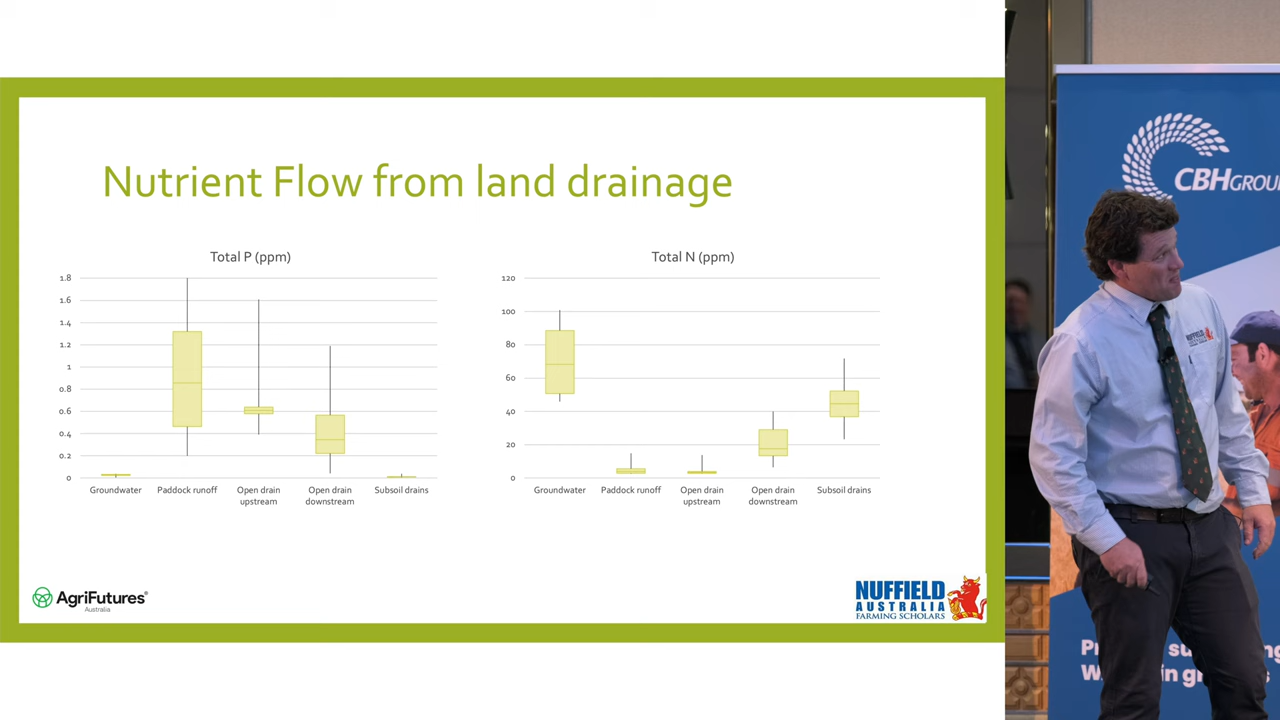 Nutrient Flow from land drainage
Total P (ppm)
1.8
1.6
1.4
1.2
1
0.8
0.6
0.4
0.2
0
Groundwater
Paddock runoff
Open drain
upstream
Open drain
downstream
Subsoil drains
Total N (ppm)
120
100
80
60
40
20
0
Groundwater
Paddock runoff
Open drain
upstream
Open drain
downstream
Subsoil drains
AgriFutures®
Australia
NUFFIELD
AUSTRALIA
FARMING SCHOLARS
CBH GROU
NUFFIELD